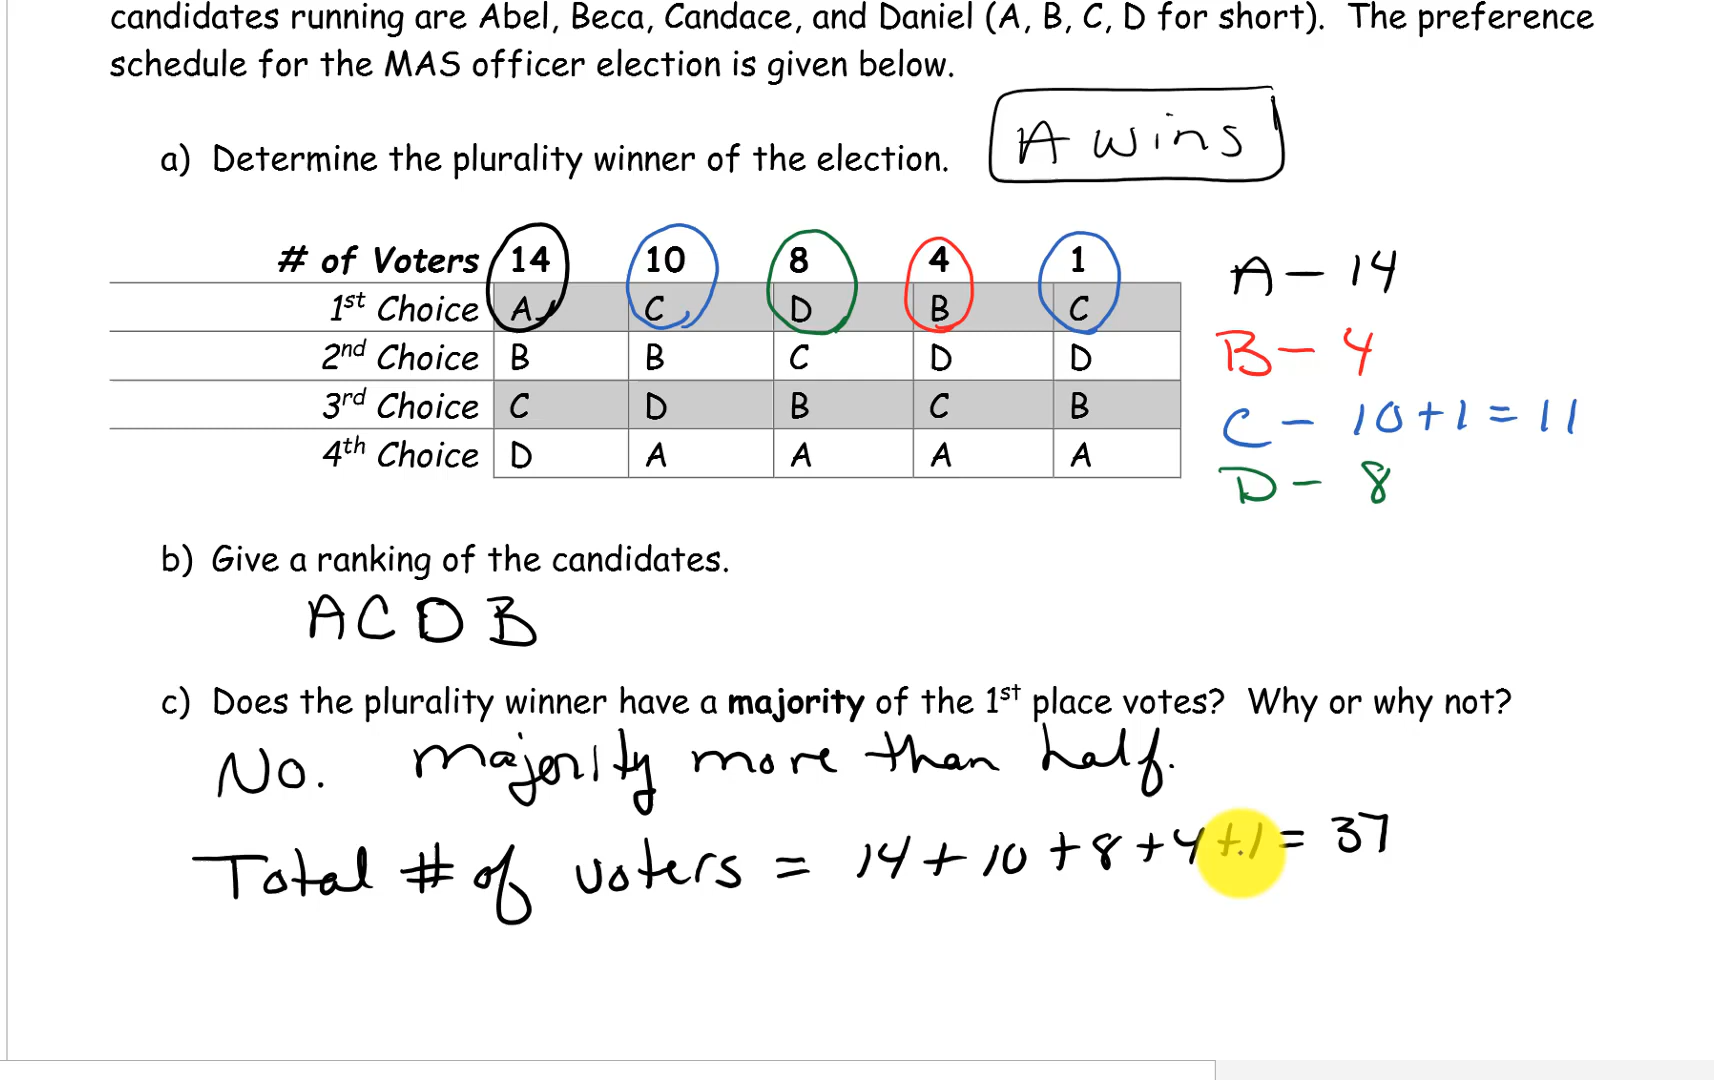 candidates running are Abel, Beca, Candace, and Daniel (A, B, C, D for short). The preference
schedule for the MAS officer election is given below.
A wins
a) Determine the plurality winner of the election.
# of Voters 14 10 8 4 1
1st Choice A C D B C
2nd Choice B B C D D
3rd Choice C D B C B
4th Choice D A A A A
A – 14
B – 4
C – 10+1 = 11
D – 8
b) Give a ranking of the candidates.
A C D B
c) Does the plurality winner have a majority of the 1st place votes? Why or why not?
No. majority more than half.
Total # of voters = 14 + 10 + 8 + 4 + 1 = 37